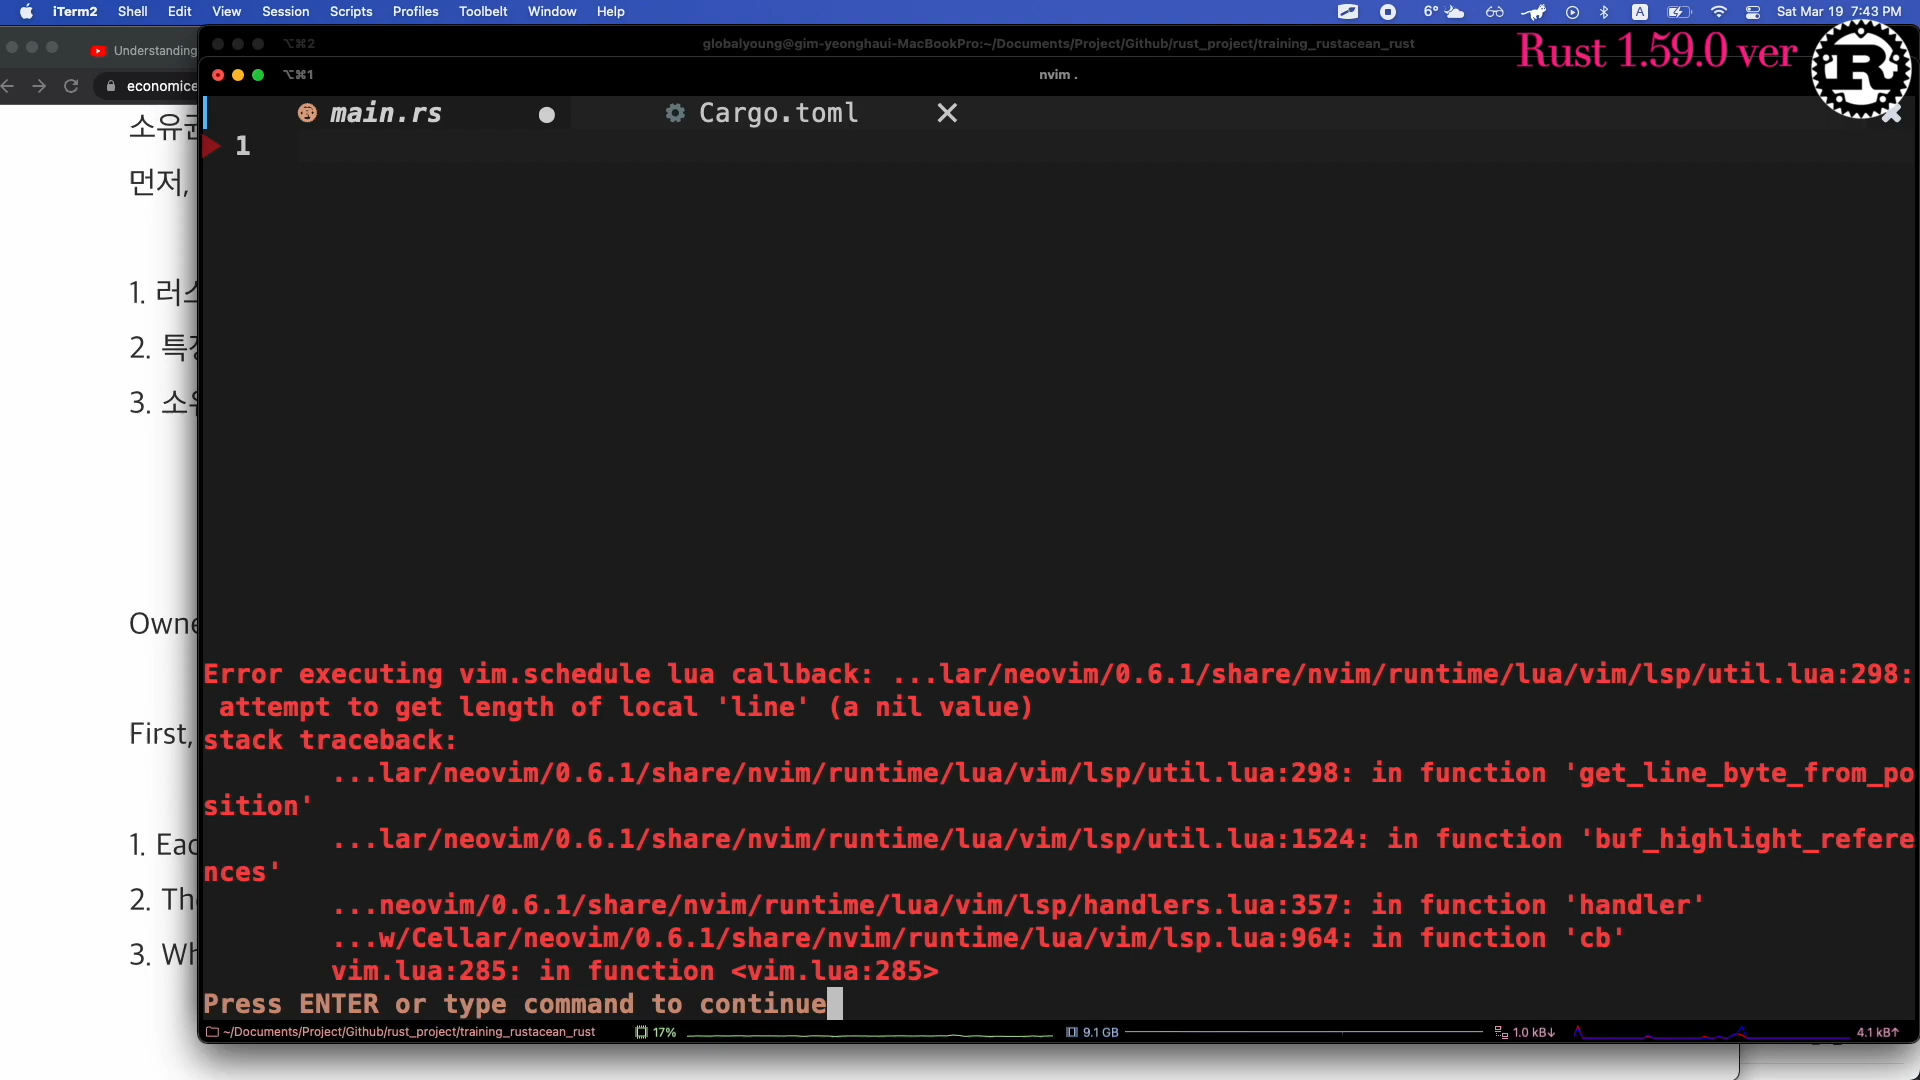 iTerm2 Shell Edit View Session Scripts Profiles Toolbelt Window Help 6° A Sat Mar 19 7:43 PM
Understanding
⌥⌘2 globalyoung@gim-yeonghaui-MacBookPro:~/Documents/Project/Github/rust_project/training_rustacean_rust
Rust 1.59.0 ver
R
⌥⌘1 nvim .
economice
main.rs Cargo.toml
1
먼저,
1.
2.
3.
Owne
First,
1. Eac
2. The
3. Wh
Error executing vim.schedule lua callback: ...lar/neovim/0.6.1/share/nvim/runtime/lua/vim/lsp/util.lua:298:
attempt to get length of local 'line' (a nil value)
stack traceback:
...lar/neovim/0.6.1/share/nvim/runtime/lua/vim/lsp/util.lua:298: in function 'get_line_byte_from_po
sition'
...lar/neovim/0.6.1/share/nvim/runtime/lua/vim/lsp/util.lua:1524: in function 'buf_highlight_refere
nces'
...neovim/0.6.1/share/nvim/runtime/lua/vim/lsp/handlers.lua:357: in function 'handler'
...w/Cellar/neovim/0.6.1/share/nvim/runtime/lua/vim/lsp.lua:964: in function 'cb'
vim.lua:285: in function <vim.lua:285>
Press ENTER or type command to continue
~/Documents/Project/Github/rust_project/training_rustacean_rust 17% 9.1 GB 1.0 kB↓ 4.1 kB↑